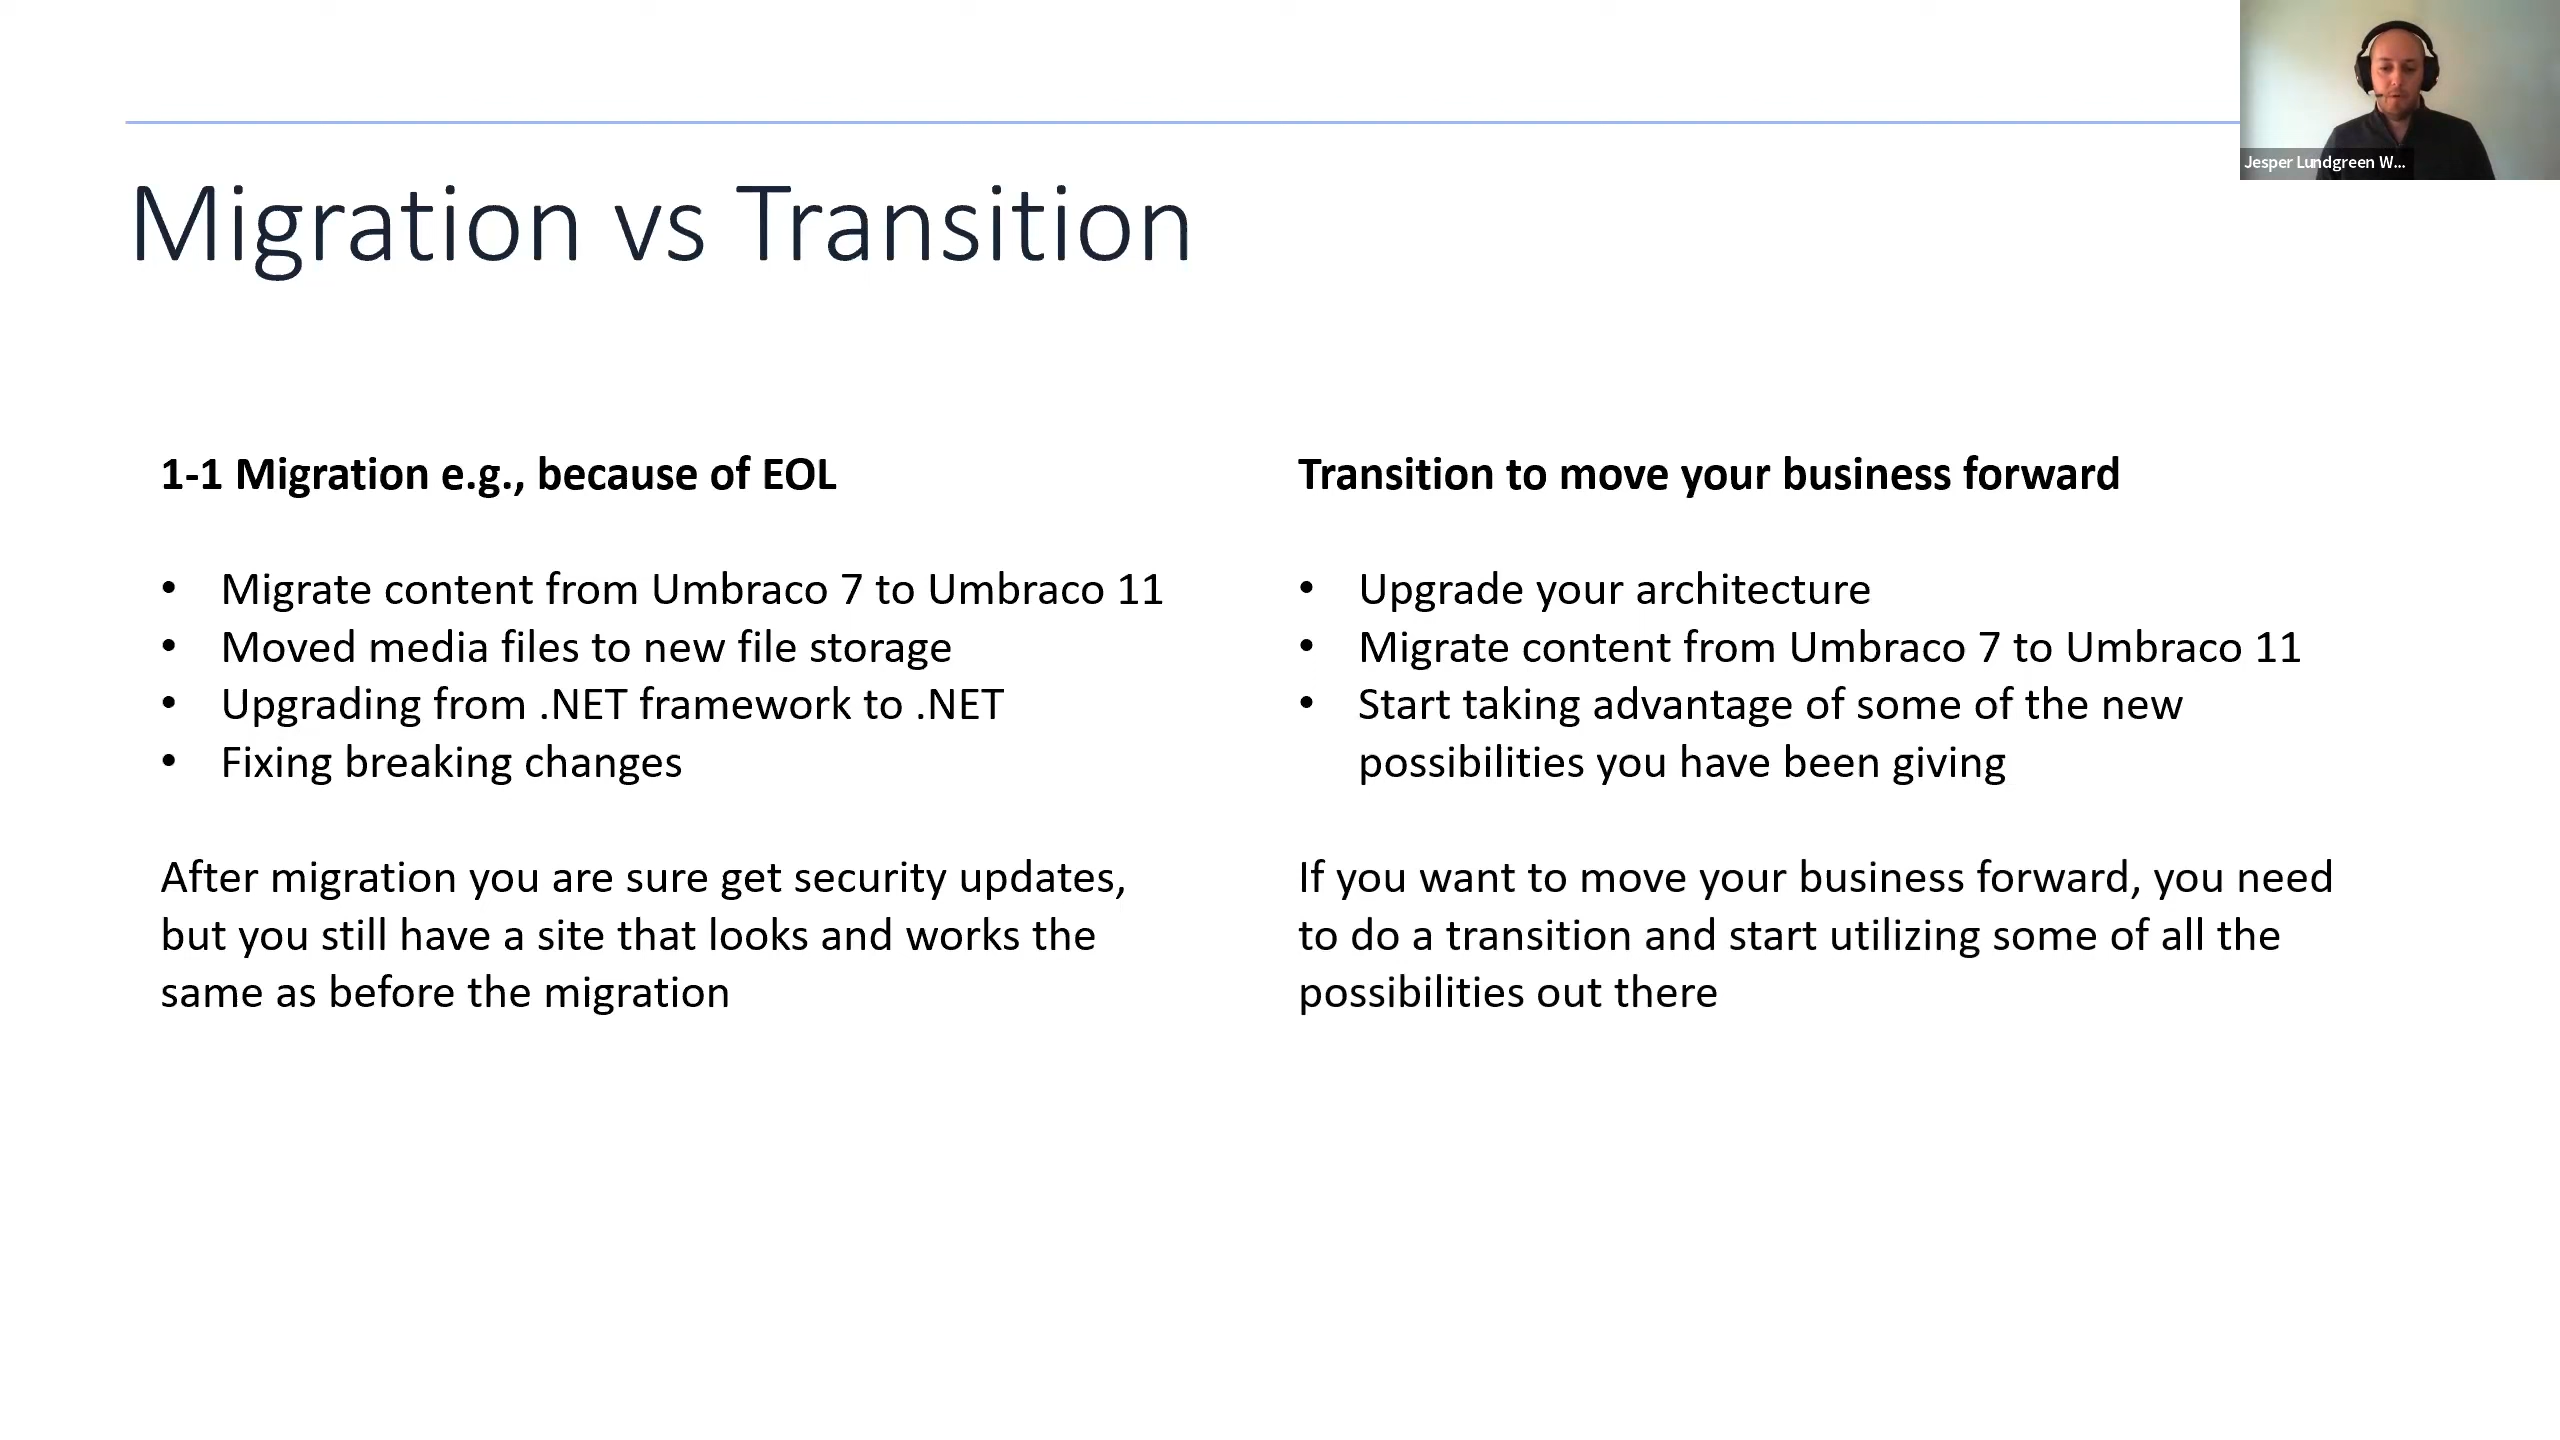 Jesper Lundgreen W...
Migration vs Transition
1-1 Migration e.g., because of EOL
• Migrate content from Umbraco 7 to Umbraco 11
• Moved media files to new file storage
• Upgrading from .NET framework to .NET
• Fixing breaking changes
After migration you are sure get security updates,
but you still have a site that looks and works the
same as before the migration
Transition to move your business forward
• Upgrade your architecture
• Migrate content from Umbraco 7 to Umbraco 11
• Start taking advantage of some of the new
possibilities you have been giving
If you want to move your business forward, you need
to do a transition and start utilizing some of all the
possibilities out there